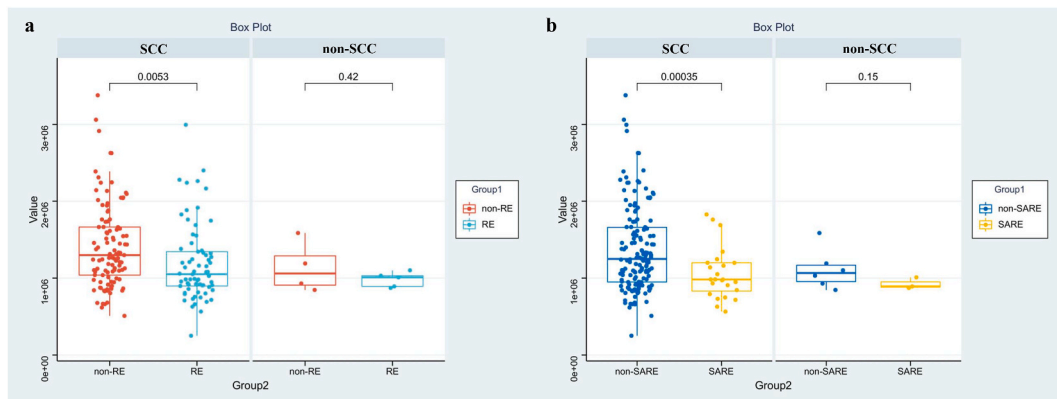 a
Box Plot
SCC
non-SCC
0.0053
0.42
Value
3e+06
2e+06
1e+06
0e+00
non-RE
RE
non-RE
RE
Group2
Group1
non-RE
RE
b
Box Plot
SCC
non-SCC
0.00035
0.15
Value
3e+06
2e+06
1e+06
0e+00
non-SARE
SARE
non-SARE
SARE
Group2
Group1
non-SARE
SARE